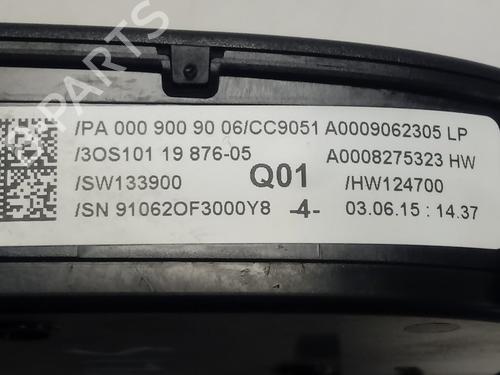 /PA 000 900 90 06/CC9051 A0009062305 LP
/3OS101 19 876-05 A0008275323 HW
/SW133900 Q01 /HW124700
/SN 91062OF3000Y8 -4- 03.06.15 : 14.37
PARTS